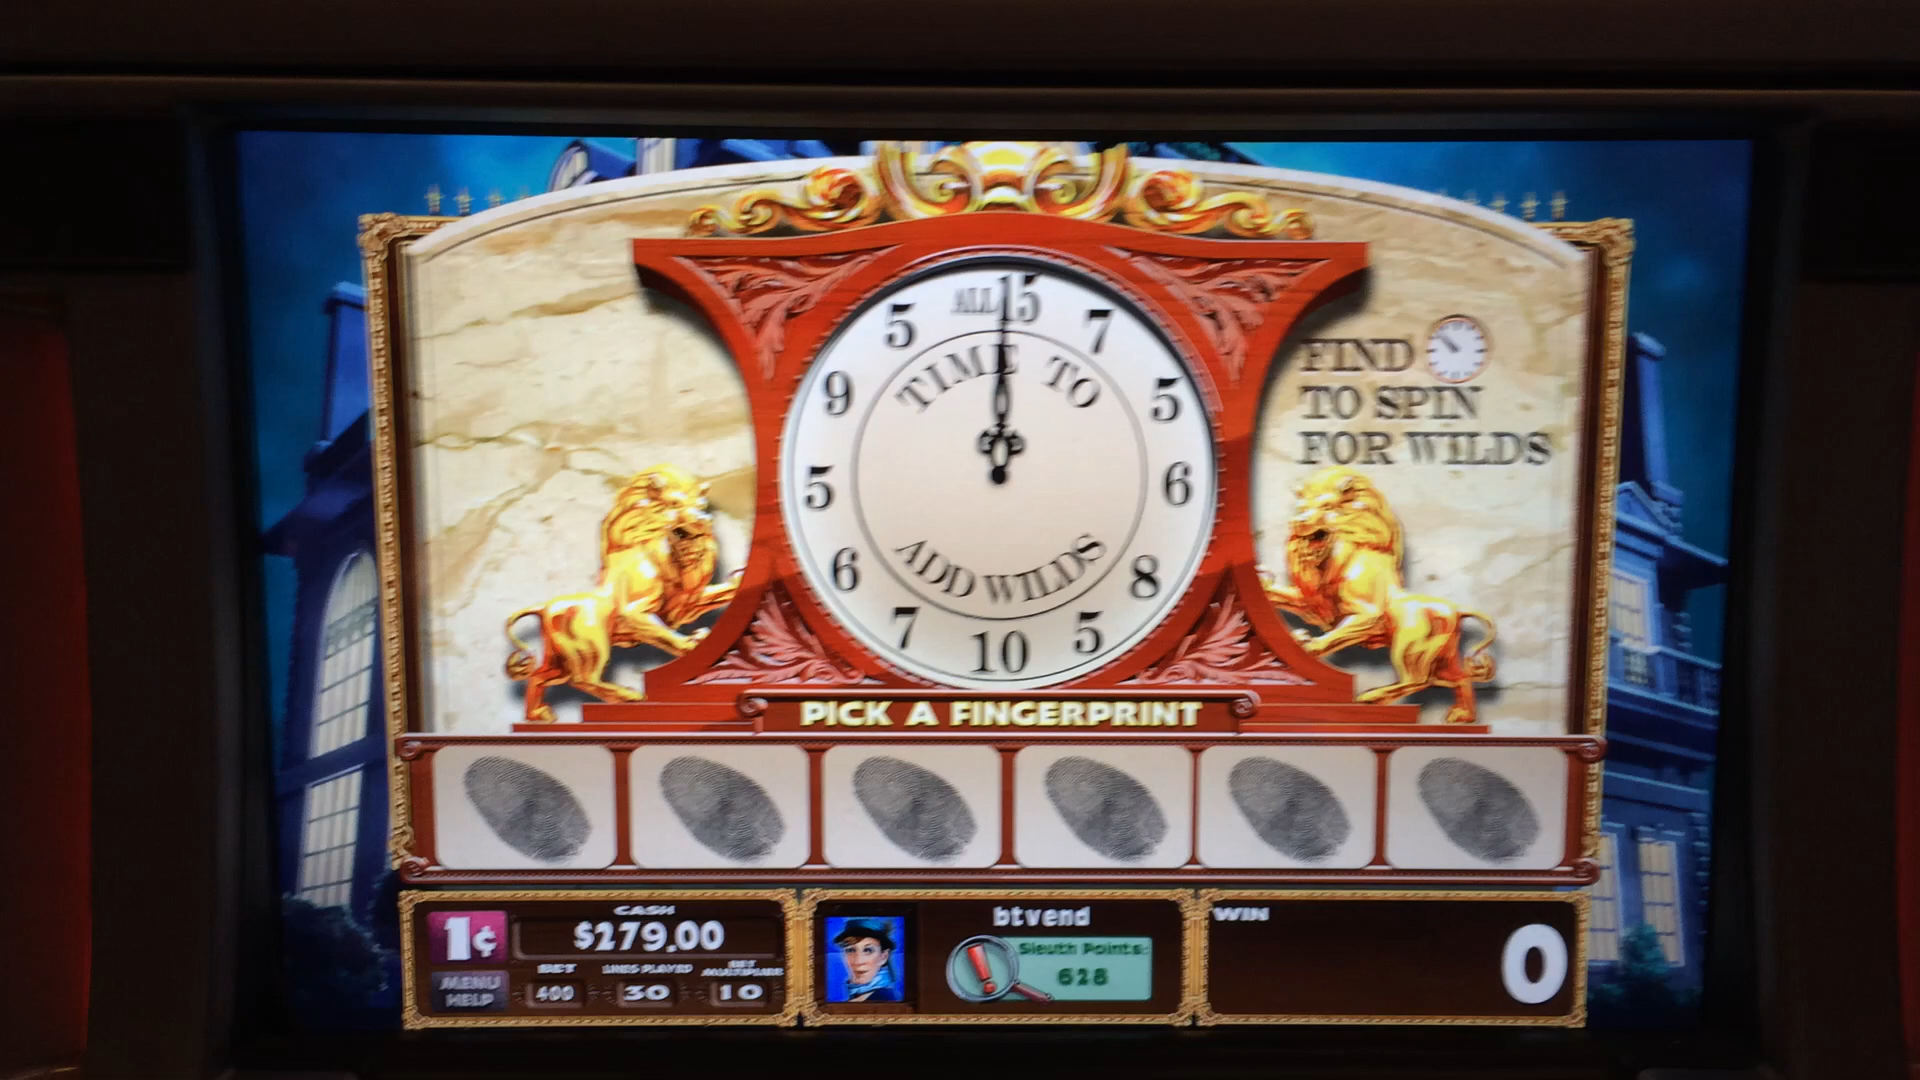 ALL 15
7
5
6
8
5
10
7
6
5
9
5
TIME TO
ADD WILDS
FIND
TO SPIN
FOR WILDS
PICK A FINGERPRINT
1¢
MENU
HELP
CASH
$279.00
BET
400
LINES PLAYED
30
BET
MULTIPLIER
10
btvend
Sleuth Points:
628
WIN
0